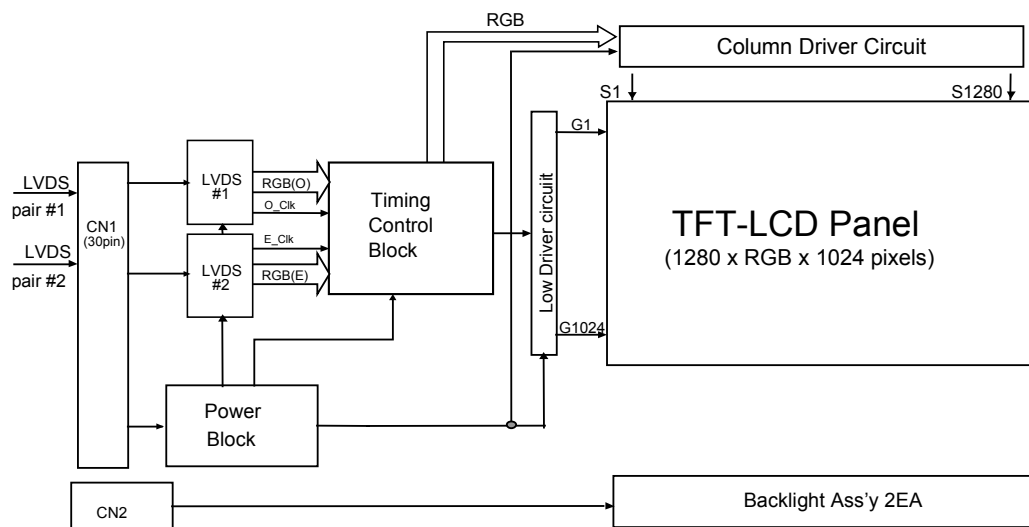 RGB
Column Driver Circuit
S1
S1280
G1
LVDS
pair #1
LVDS
pair #2
CN1
(30pin)
LVDS
#1
RGB(O)
O_Clk
E_Clk
LVDS
#2
RGB(E)
Timing
Control
Block
Low Driver circuiit
G1024
TFT-LCD Panel
(1280 x RGB x 1024 pixels)
Power
Block
CN2
Backlight Ass'y 2EA